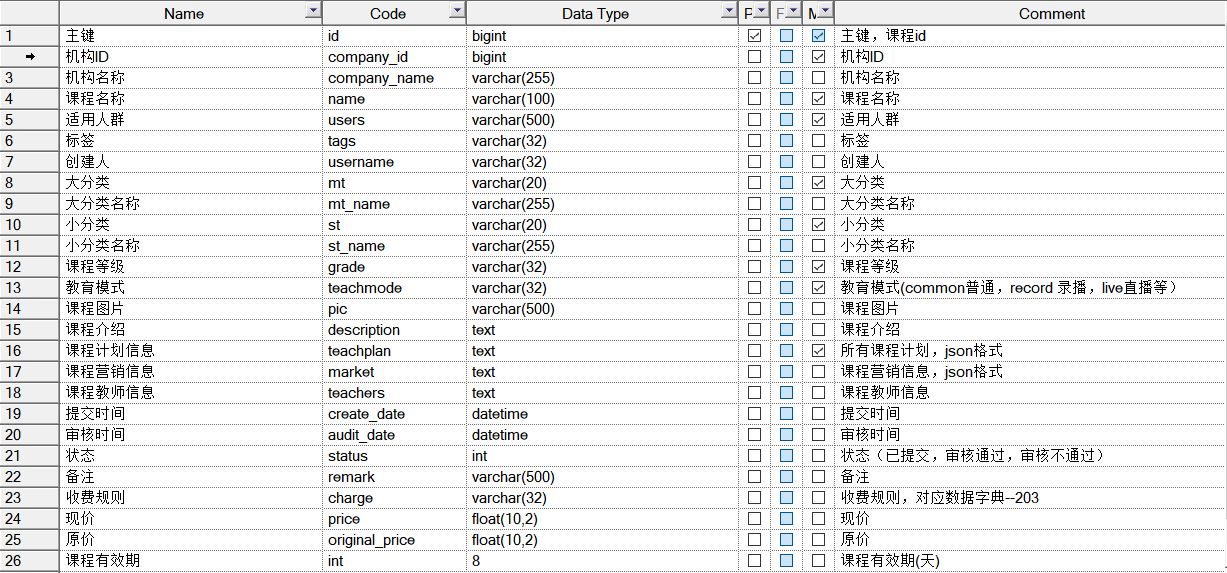 Name Code Data Type P F M Comment
1 主键 id bigint 主键，课程id
机构ID company_id bigint 机构ID
3 机构名称 company_name varchar(255) 机构名称
4 课程名称 name varchar(100) 课程名称
5 适用人群 users varchar(500) 适用人群
6 标签 tags varchar(32) 标签
7 创建人 username varchar(32) 创建人
8 大分类 mt varchar(20) 大分类
9 大分类名称 mt_name varchar(255) 大分类名称
10 小分类 st varchar(20) 小分类
11 小分类名称 st_name varchar(255) 小分类名称
12 课程等级 grade varchar(32) 课程等级
13 教育模式 teachmode varchar(32) 教育模式(common普通，record 录播，live直播等）
14 课程图片 pic varchar(500) 课程图片
15 课程介绍 description text 课程介绍
16 课程计划信息 teachplan text 所有课程计划，json格式
17 课程营销信息 market text 课程营销信息，json格式
18 课程教师信息 teachers text 课程教师信息
19 提交时间 create_date datetime 提交时间
20 审核时间 audit_date datetime 审核时间
21 状态 status int 状态（已提交，审核通过，审核不通过）
22 备注 remark varchar(500) 备注
23 收费规则 charge varchar(32) 收费规则，对应数据字典--203
24 现价 price float(10,2) 现价
25 原价 original_price float(10,2) 原价
26 课程有效期 int 8 课程有效期(天)